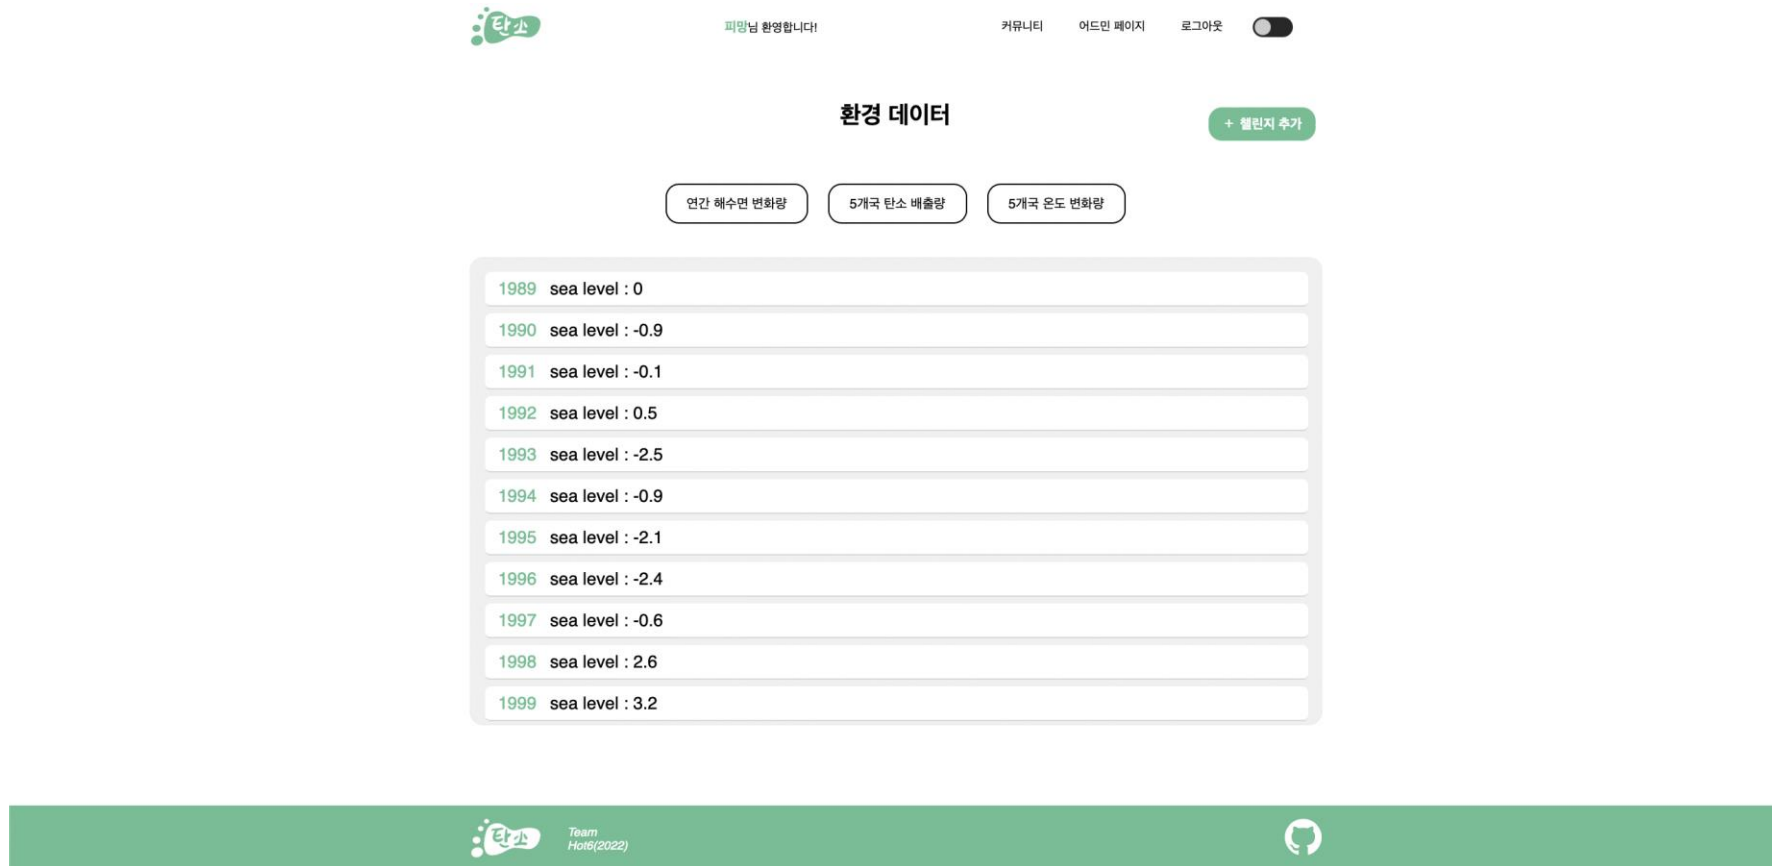 탄소
피망님 환영합니다!
커뮤니티
어드민 페이지
로그아웃
환경 데이터
+ 챌린지 추가
연간 해수면 변화량
5개국 탄소 배출량
5개국 온도 변화량
1989 sea level : 0
1990 sea level : -0.9
1991 sea level : -0.1
1992 sea level : 0.5
1993 sea level : -2.5
1994 sea level : -0.9
1995 sea level : -2.1
1996 sea level : -2.4
1997 sea level : -0.6
1998 sea level : 2.6
1999 sea level : 3.2
탄소
Team
Hot6(2022)